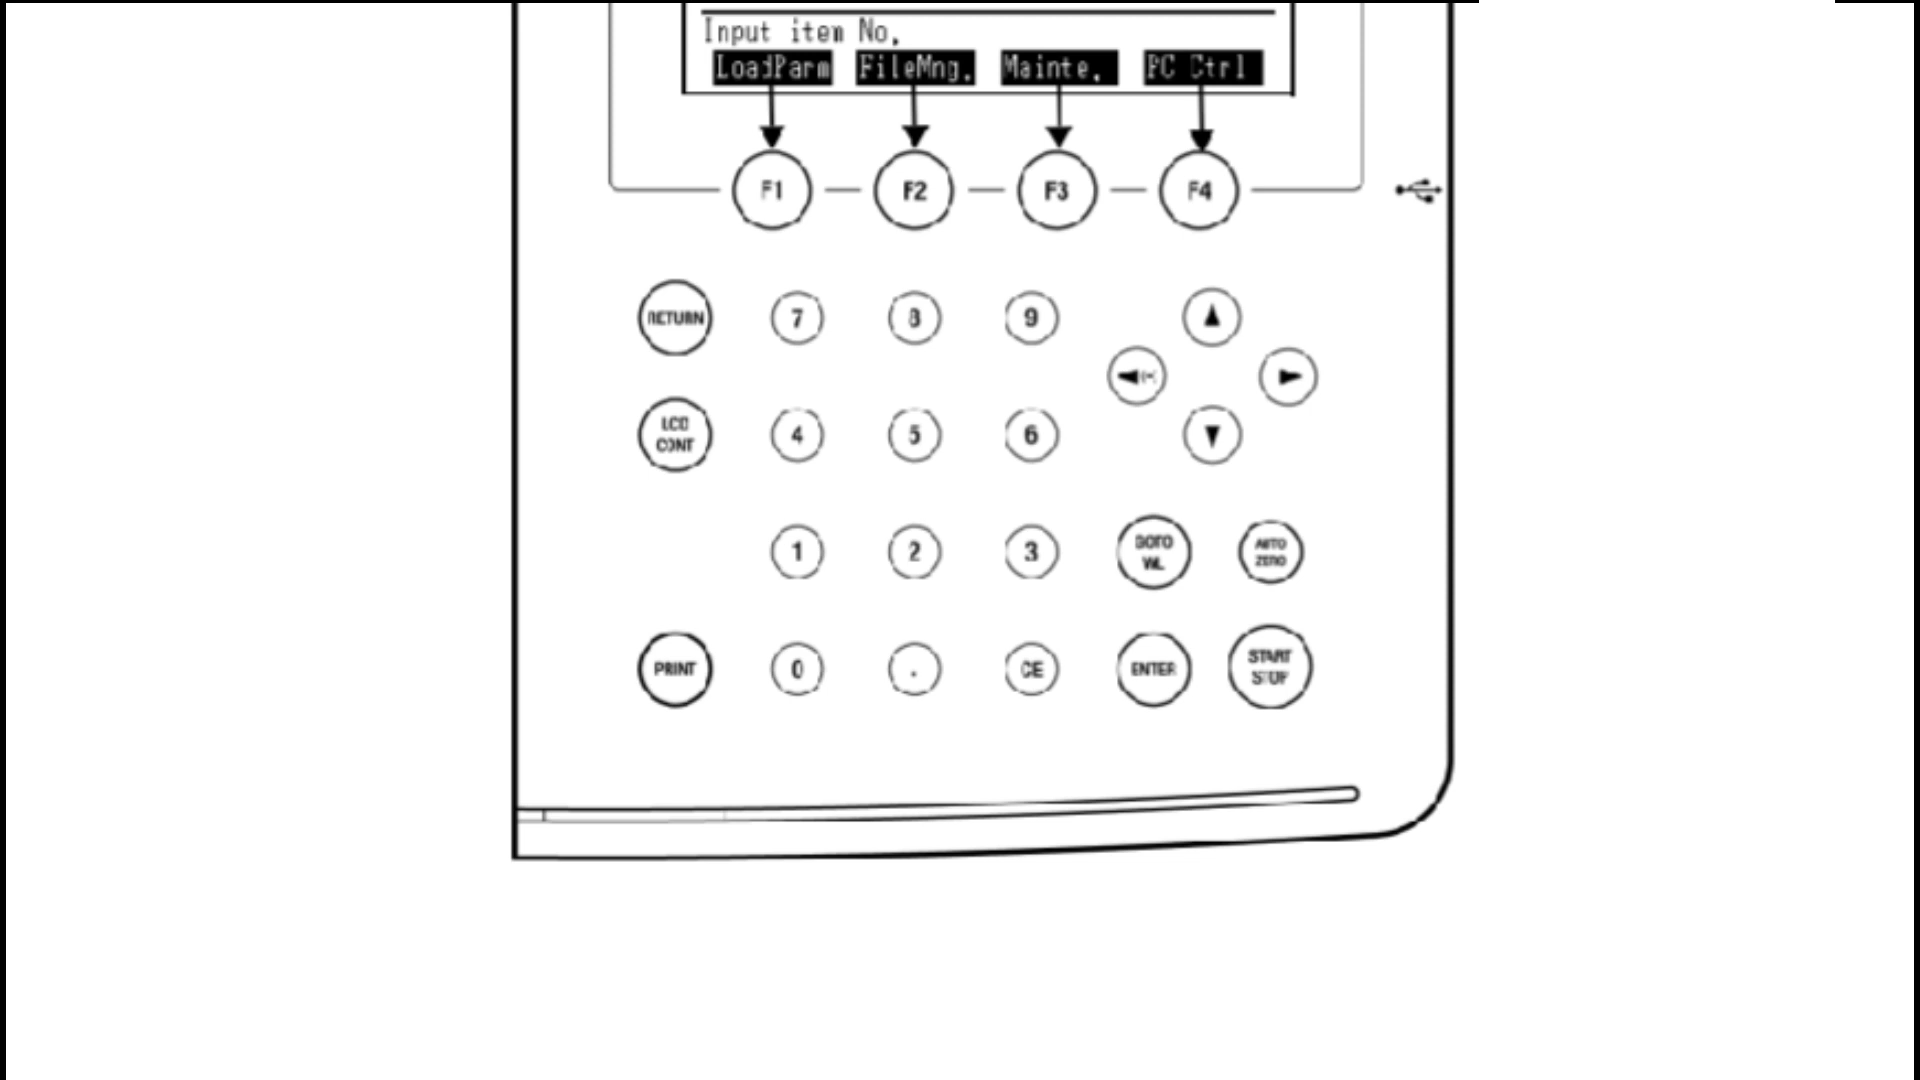 Input item No.
LoadParm FileMng. Mainte. PC Ctrl
F1 F2 F3 F4
RETURN 7 8 9
LCD
CONT
4 5 6
1 2 3
GOTO
WL
AUTO
ZERO
PRINT 0 . CE ENTER
START
STOP